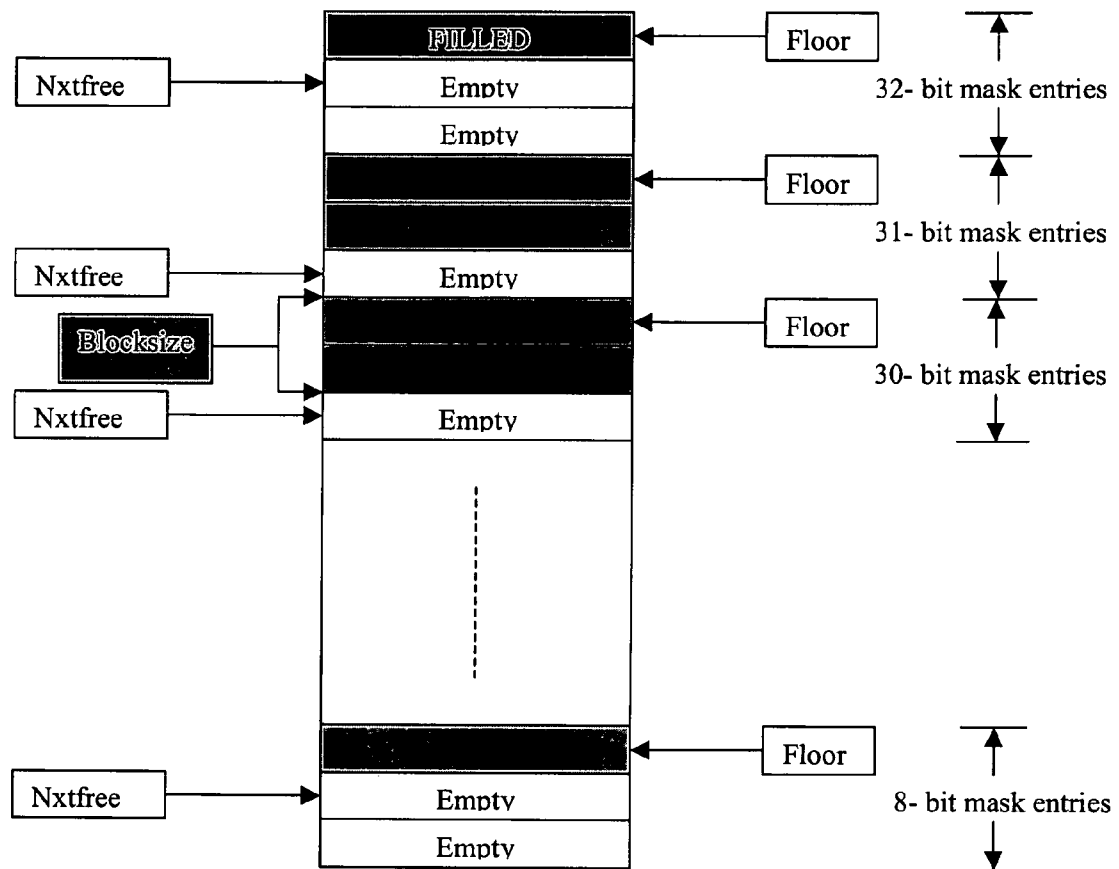 FILLED
Floor
Nxtfree
Empty
32- bit mask entries
Empty
Floor
31- bit mask entries
Nxtfree
Empty
Floor
Blocksize
30- bit mask entries
Nxtfree
Empty
Floor
Nxtfree
Empty
8- bit mask entries
Empty